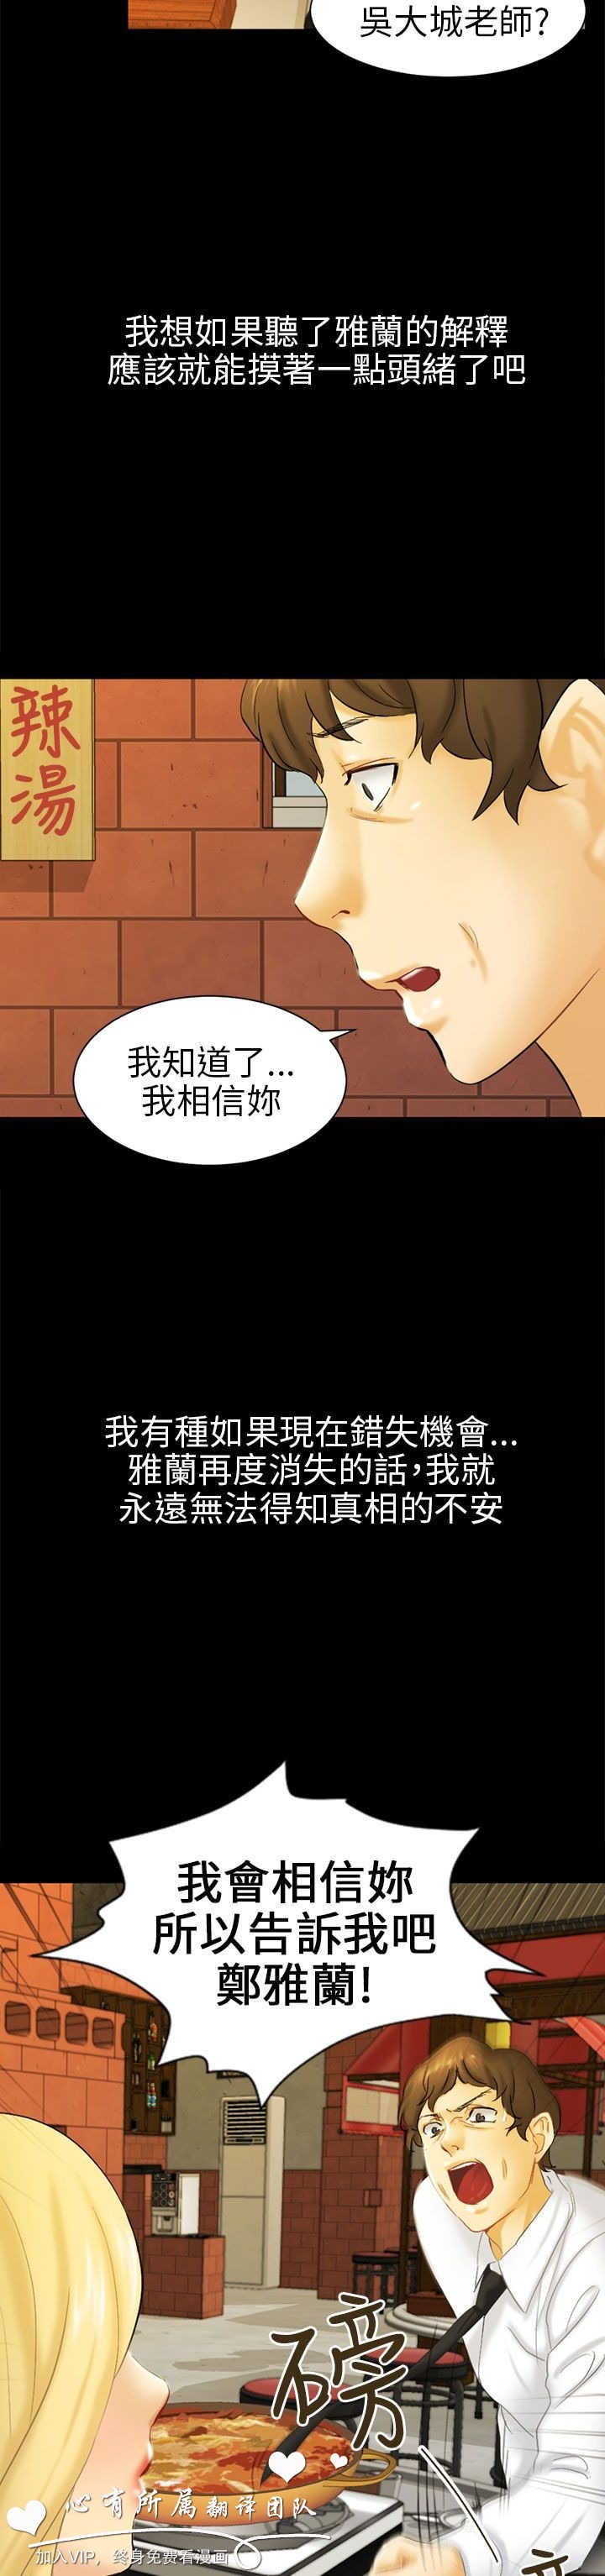 吳大城老師?
我想如果聽了雅蘭的解釋
應該就能摸著一點頭緒了吧
辣湯
我知道了...
我相信妳
我有種如果現在錯失機會...
雅蘭再度消失的話,我就
永遠無法得知真相的不安
我會相信妳
所以告訴我吧
鄭雅蘭!
磅
心有所属翻译团队
加入VIP，终身免费看漫画